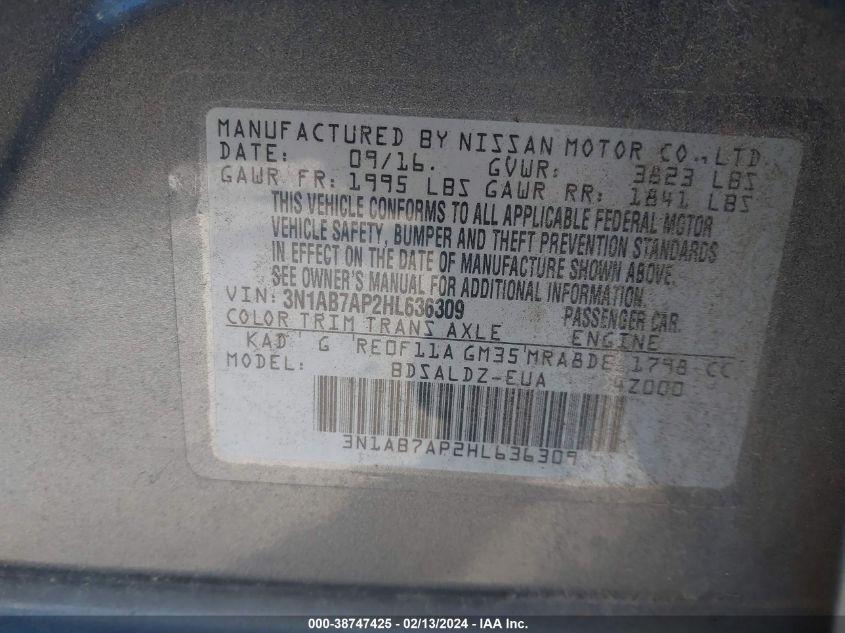 MANUFACTURED BY NISSAN MOTOR CO., LTD.
DATE: 09/16. GVWR: 3823 LBS
GAWR FR: 1995 LBS GAWR RR: 1841 LBS
THIS VEHICLE CONFORMS TO ALL APPLICABLE FEDERAL MOTOR
VEHICLE SAFETY, BUMPER AND THEFT PREVENTION STANDARDS
IN EFFECT ON THE DATE OF MANUFACTURE SHOWN ABOVE.
SEE OWNER'S MANUAL FOR ADDITIONAL INFORMATION.
VIN: 3N1AB7AP2HL636309 PASSENGER CAR.
COLOR TRIM TRANS AXLE ENGINE
KAD G RE0F11A GM35 MRA8DE 1798 CC
MODEL: BDSALDZ-EUA 4Z000
3N1AB7AP2HL636309
000-38747425 - 02/13/2024 - IAAI Inc.